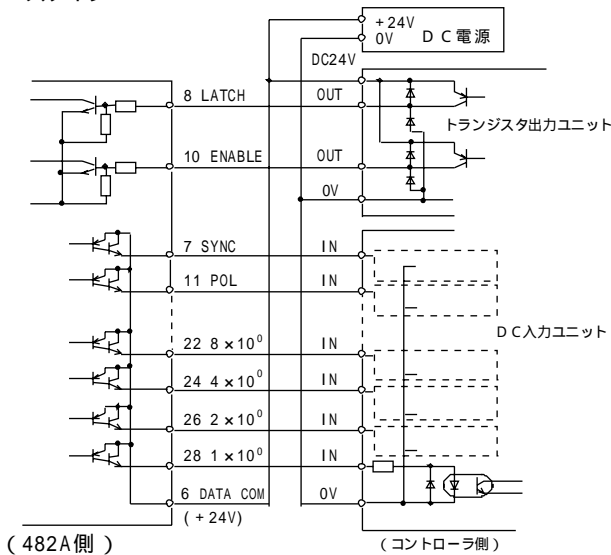 +24V
0V
DC電源
DC24V
8 LATCH
OUT
トランジスタ出力ユニット
10 ENABLE
OUT
0V
7 SYNC
IN
11 POL
IN
DC入力ユニット
22 8×10⁰
IN
24 4×10⁰
IN
26 2×10⁰
IN
28 1×10⁰
IN
6 DATA COM
0V
(+24V)
(482A側)
(コントローラ側)